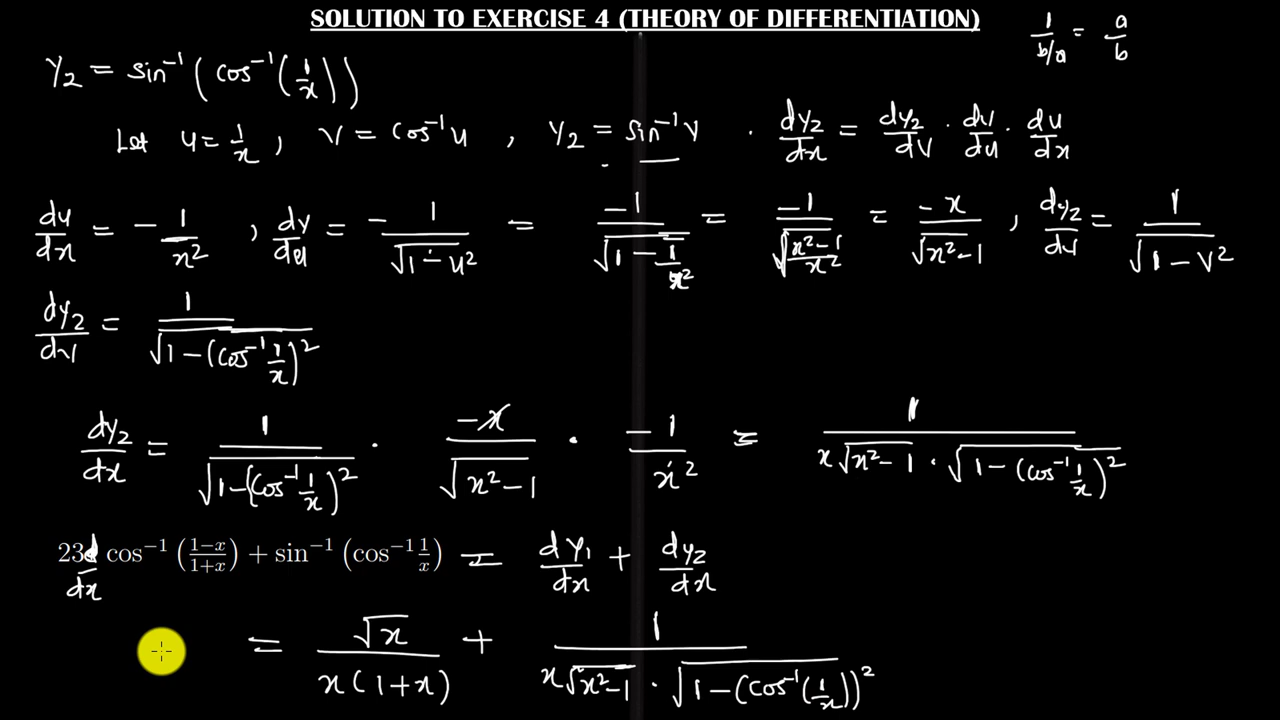 SOLUTION TO EXERCISE 4 (THEORY OF DIFFERENTIATION)
1/(b/a) = a/b
y₂ = sin⁻¹(cos⁻¹(1/x))
Let u = 1/x, v = cos⁻¹u, y₂ = sin⁻¹v . dy₂/dx = dy₂/dv · dv/du · du/dx
du/dx = -1/x², dy/du = -1/√(1-u²) = -1/√(1-1/x²) = -1/√((x²-1)/x²) = -x/√(x²-1), dy₂/dv = 1/√(1-v²)
dy₂/dv = 1/√(1-(cos⁻¹ 1/x)²)
dy₂/dx = 1/√(1-(cos⁻¹ 1/x)²) · -x/√(x²-1) · -1/x² = 1/(x√(x²-1) · √(1-(cos⁻¹ 1/x)²))
23 d/dx cos⁻¹((1-x)/(1+x)) + sin⁻¹(cos⁻¹ 1/x) = dy₁/dx + dy₂/dx
= √x/(x(1+x)) + 1/(x√(x²-1) · √(1-(cos⁻¹(1/x))²))